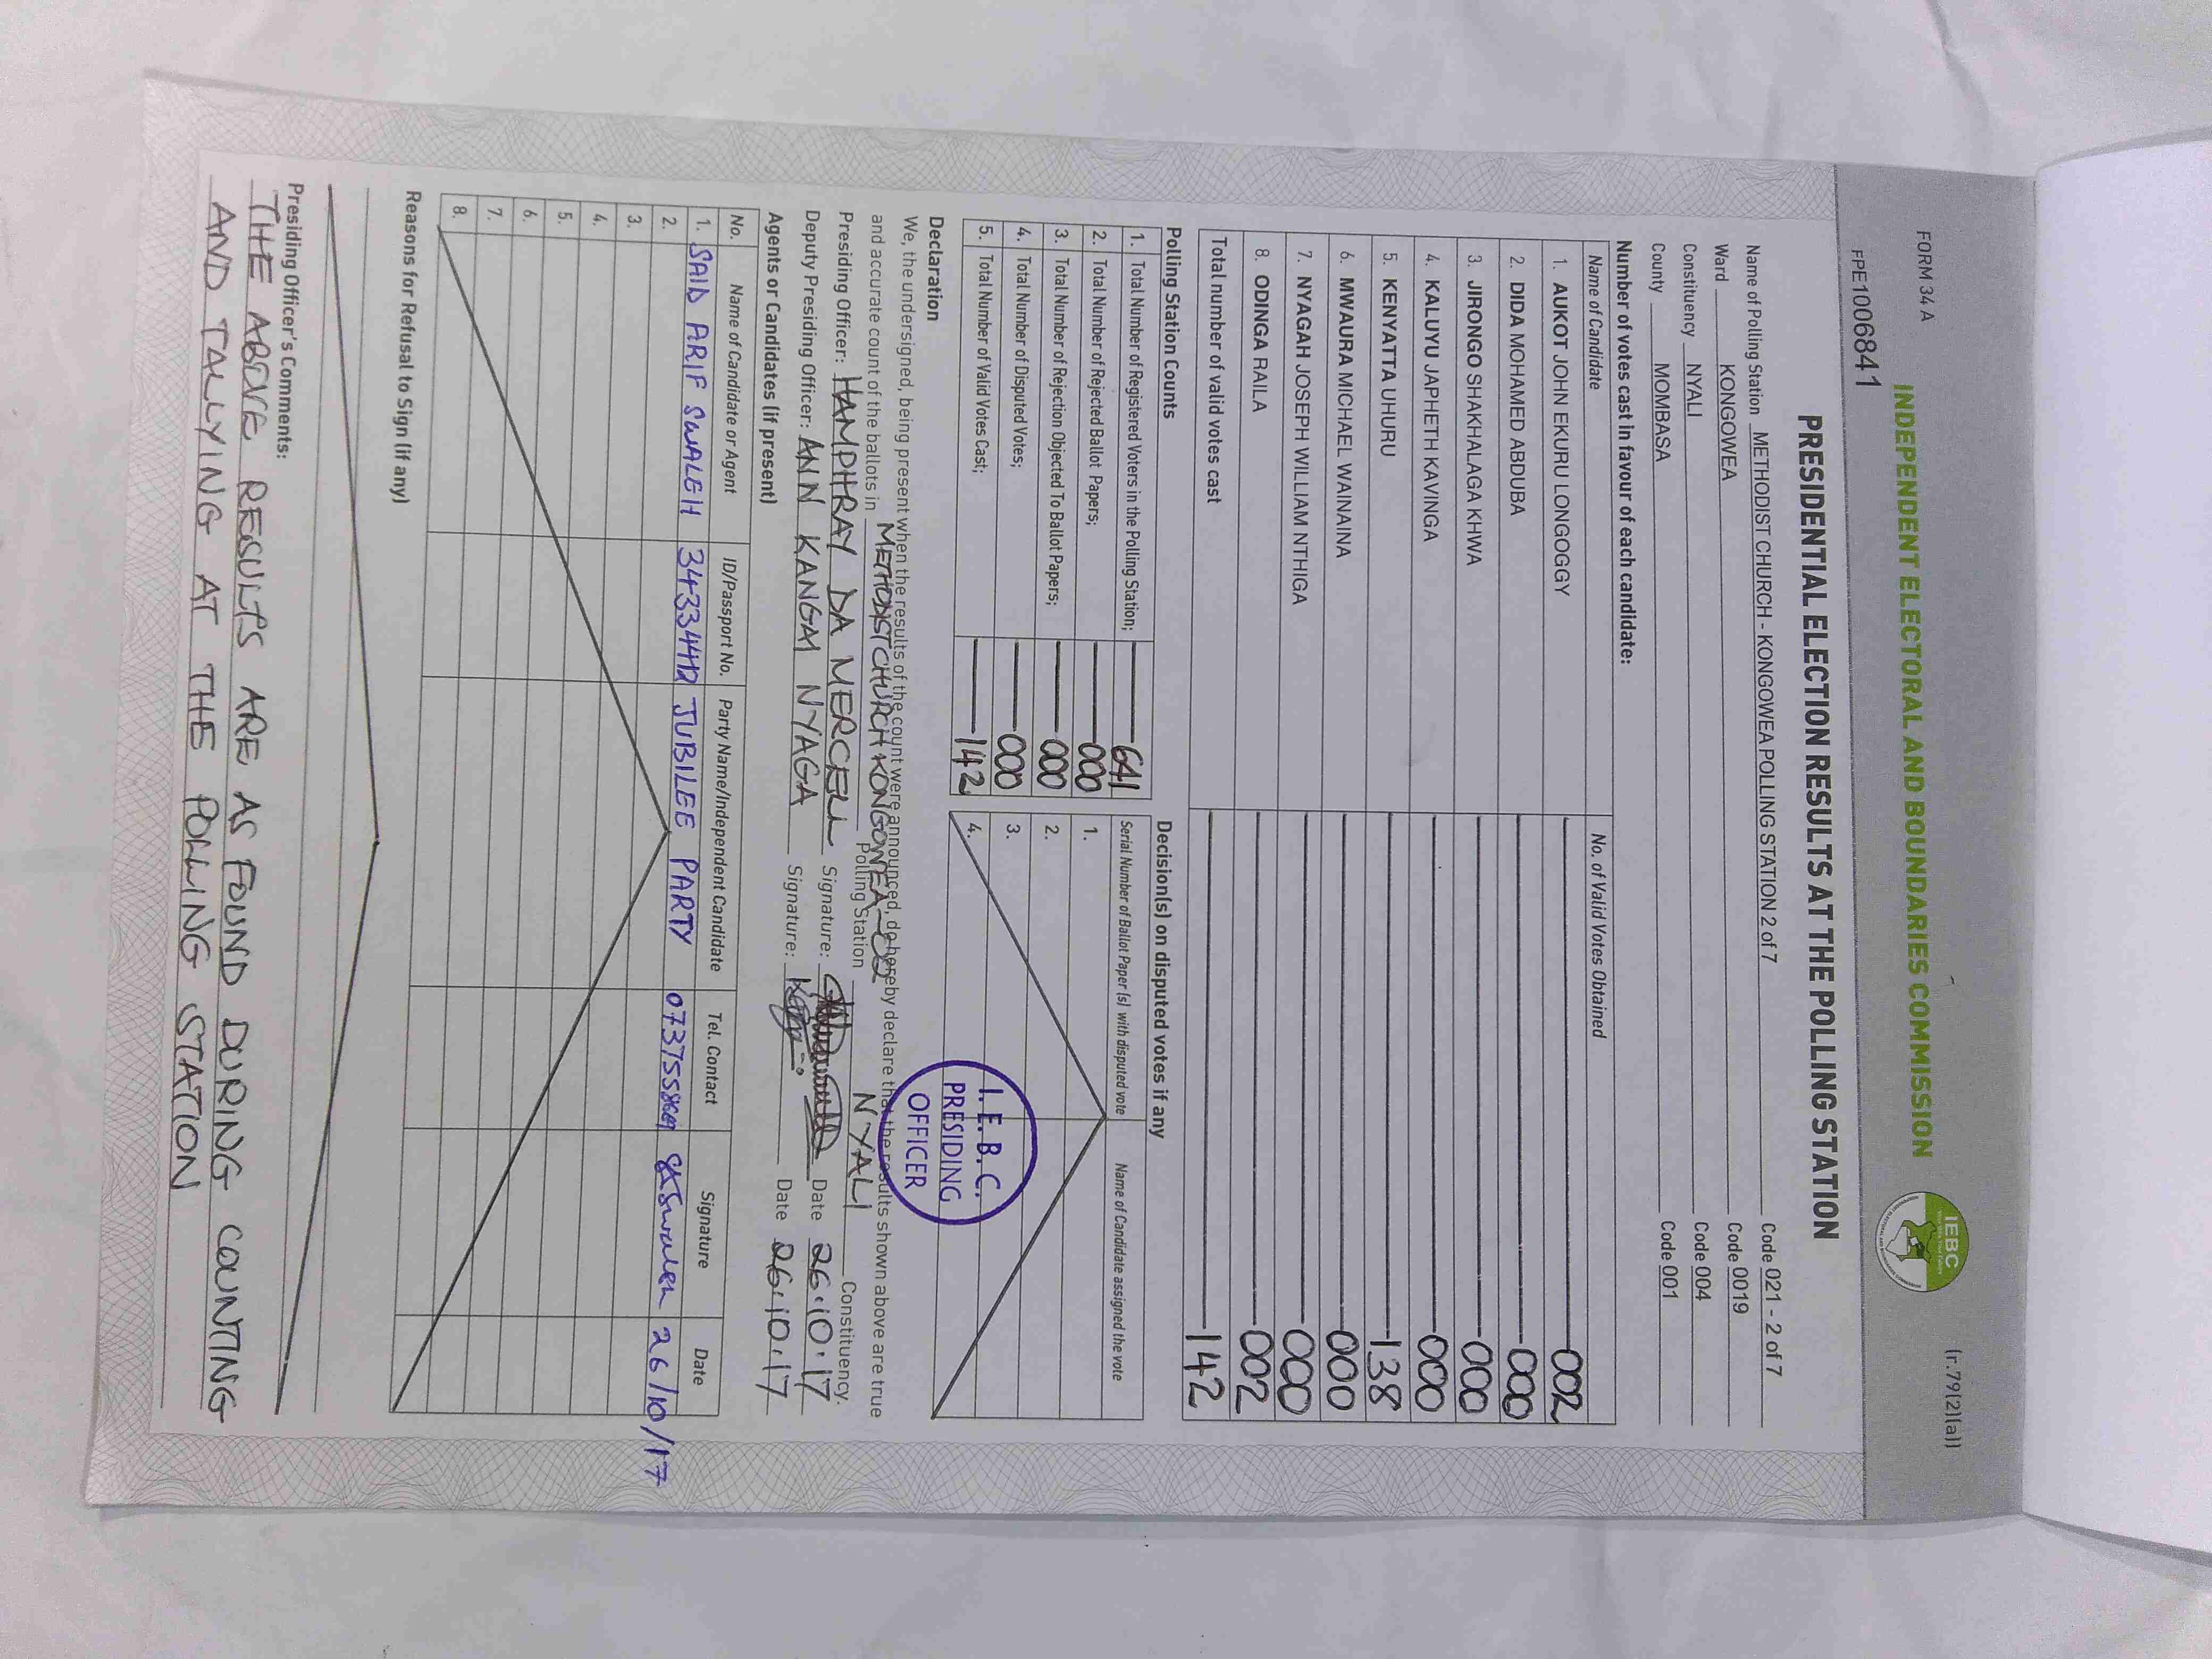 FORM 34 A
(r.79(2)(a))
INDEPENDENT ELECTORAL AND BOUNDARIES COMMISSION
IEBC
FPE1006841
PRESIDENTIAL ELECTION RESULTS AT THE POLLING STATION
Name of Polling Station METHODIST CHURCH - KONGOWEA POLLING STATION 2 of 7 Code 021 - 2 of 7
Ward KONGOWEA Code 0019
Constituency NYALI Code 004
County MOMBASA Code 001
Number of votes cast in favour of each candidate:
Name of Candidate No. of Valid Votes Obtained
1. AUKOT JOHN EKURU LONGOGGY 002
2. DIDA MOHAMED ABDUBA 000
3. JIRONGO SHAKHALAGA KHWA 000
4. KALUYU JAPHETH KAVINGA 000
5. KENYATTA UHURU 138
6. MWAURA MICHAEL WAINAINA 000
7. NYAGAH JOSEPH WILLIAM NTHIGA 000
8. ODINGA RAILA 002
Total number of valid votes cast 142
Polling Station Counts
1. Total Number of Registered Voters in the Polling Station; 641
2. Total Number of Rejected Ballot Papers; 000
3. Total Number of Rejection Objected To Ballot Papers; 000
4. Total Number of Disputed Votes; 000
5. Total Number of Valid Votes Cast; 142
Decision(s) on disputed votes if any
Serial Number of Ballot Paper (s) with disputed vote Name of Candidate assigned the vote
1.
2.
3.
4.
I.E.B.C.
PRESIDING
OFFICER
Declaration
We, the undersigned, being present when the results of the count were announced, do hereby declare that the results shown above are true
and accurate count of the ballots in METHODIST CHURCH KONGOWEA-002 Polling Station NYALI Constituency.
Presiding Officer: HAMPHRAY DA MERCELL Signature: Date 26.10.17
Deputy Presiding Officer: ANN KANGAI NYAGA Signature: Date 26.10.17
Agents or Candidates (if present)
No. Name of Candidate or Agent ID/Passport No. Party Name/Independent Candidate Tel. Contact Signature Date
1. SAID ARIF SWALEH JUBILEE PARTY 26/10/17
2.
3.
4.
5.
6.
7.
8.
Reasons for Refusal to Sign (if any)
Presiding Officer's Comments:
THE ABOVE RESULTS ARE AS FOUND DURING COUNTING
AND TALLYING AT THE POLLING STATION